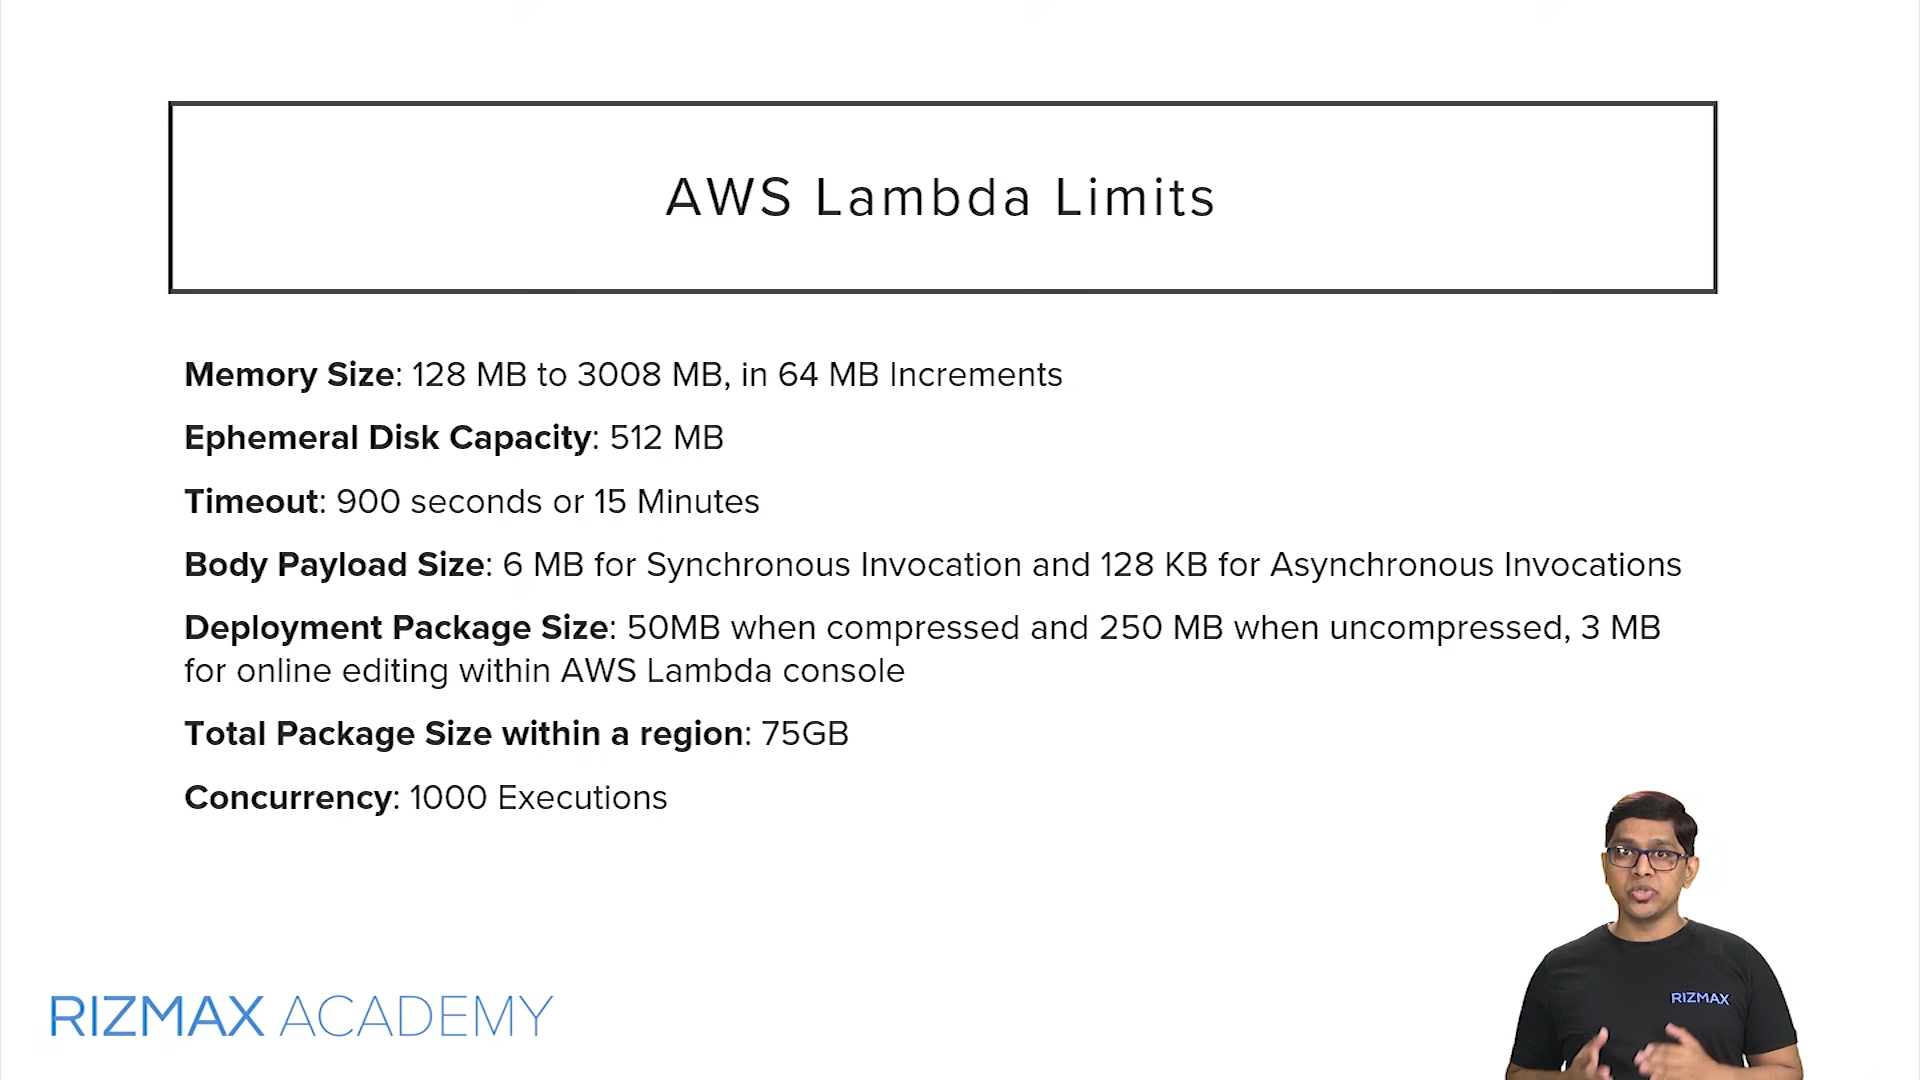 AWS Lambda Limits
Memory Size: 128 MB to 3008 MB, in 64 MB Increments
Ephemeral Disk Capacity: 512 MB
Timeout: 900 seconds or 15 Minutes
Body Payload Size: 6 MB for Synchronous Invocation and 128 KB for Asynchronous Invocations
Deployment Package Size: 50MB when compressed and 250 MB when uncompressed, 3 MB
for online editing within AWS Lambda console
Total Package Size within a region: 75GB
Concurrency: 1000 Executions
RIZMAX
RIZMAX ACADEMY